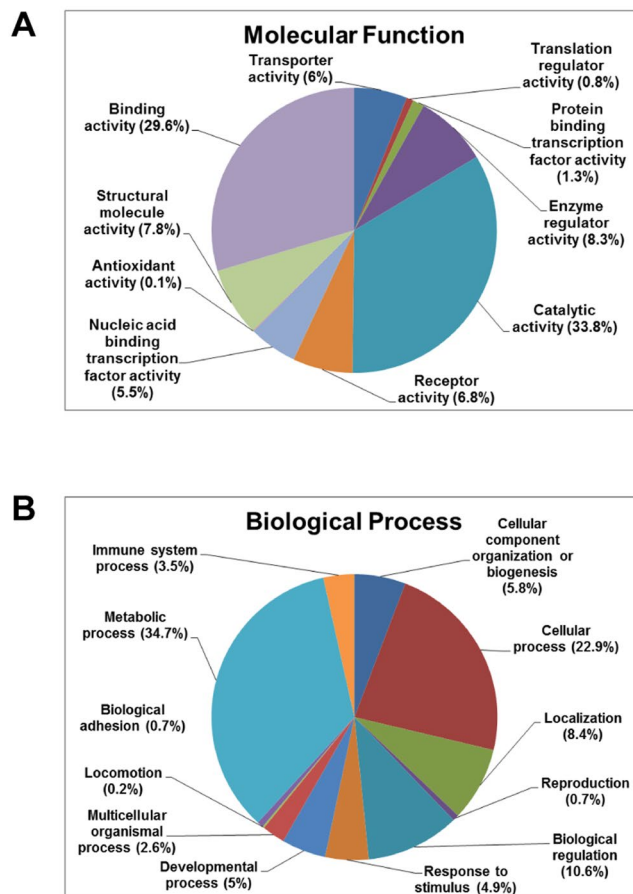 A
Molecular Function
Transporter
activity (6%)
Translation
regulator
activity (0.8%)
Protein
binding
transcription
factor activity
(1.3%)
Enzyme
regulator
activity (8.3%)
Catalytic
activity (33.8%)
Receptor
activity (6.8%)
Nucleic acid
binding
transcription
factor activity
(5.5%)
Antioxidant
activity (0.1%)
Structural
molecule
activity (7.8%)
Binding
activity (29.6%)
B
Biological Process
Cellular
component
organization or
biogenesis
(5.8%)
Cellular
process (22.9%)
Localization
(8.4%)
Reproduction
(0.7%)
Biological
regulation
(10.6%)
Response to
stimulus (4.9%)
Developmental
process (5%)
Multicellular
organismal
process (2.6%)
Locomotion
(0.2%)
Biological
adhesion (0.7%)
Metabolic
process (34.7%)
Immune system
process (3.5%)